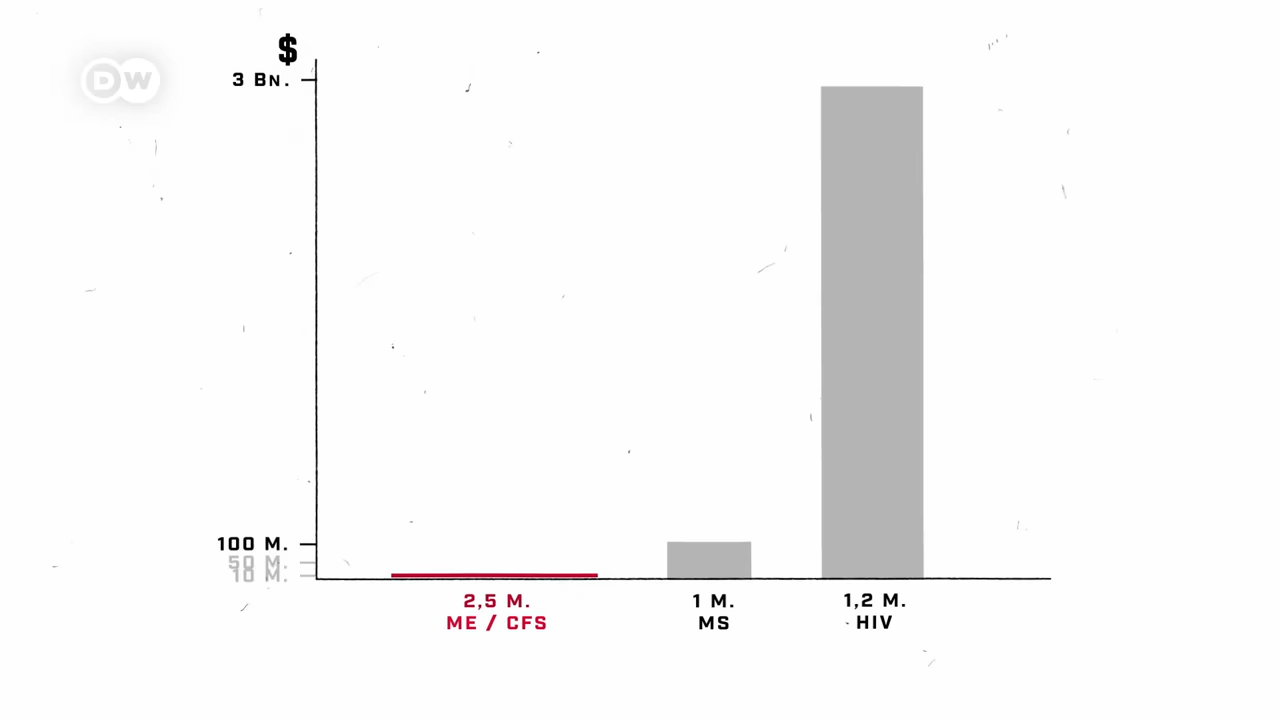 DW
$
3 BN.
100 M.
50 M.
10 M.
2,5 M.
ME / CFS
1 M.
MS
1,2 M.
HIV